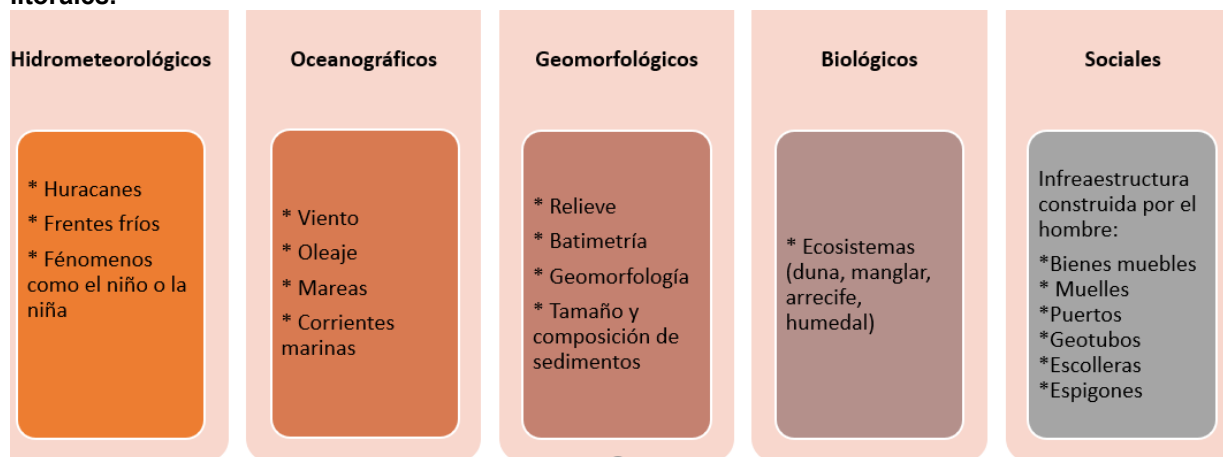 litorales.
Hidrometeorológicos
Oceanográficos
Geomorfológicos
Biológicos
Sociales
* Huracanes
* Frentes fríos
* Fénomenos
como el niño o la
niña
* Viento
* Oleaje
* Mareas
* Corrientes
marinas
* Relieve
* Batimetría
* Geomorfología
* Tamaño y
composición de
sedimentos
* Ecosistemas
(duna, manglar,
arrecife,
humedal)
Infreaestructura
construida por el
hombre:
*Bienes muebles
* Muelles
*Puertos
*Geotubos
*Escolleras
*Espigones